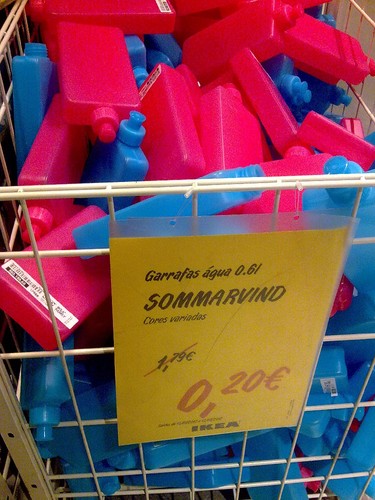 Garrafas água 0.6l
SOMMARVIND
Cores variadas
1,79€
0,20€
IKEA